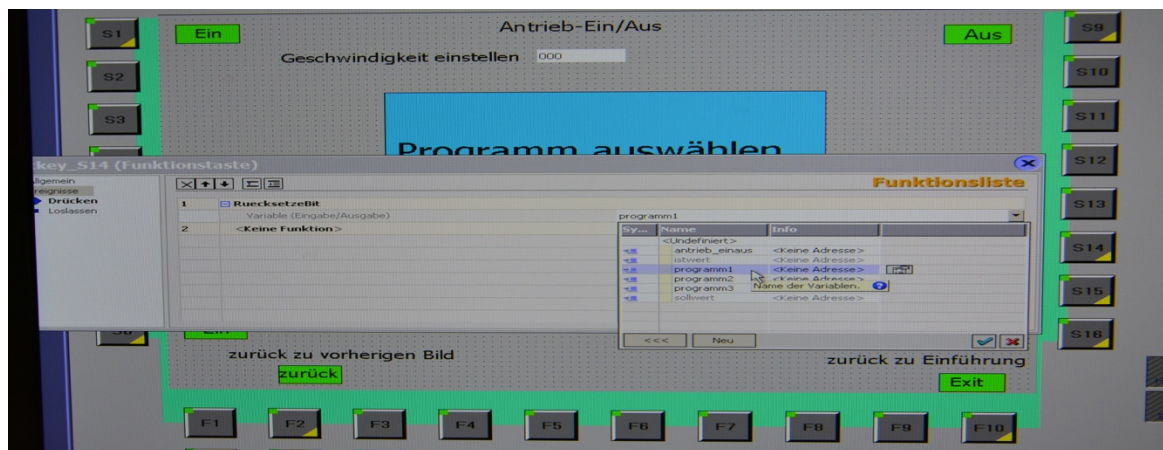 Antrieb-Ein/Aus
S1
Ein
Aus
S9
Geschwindigkeit einstellen 000
S2
S10
S3
S11
Programm auswählen
S12
key_S14 (Funktionstaste)
Funktionsliste
Drücken
Loslassen
1 RuecksetzeBit
Variable (Eingabe/Ausgabe) programm1
2 <Keine Funktion>
S13
Sy... Name Info
<Undefiniert>
antrieb_einaus <Keine Adresse>
istwert <Keine Adresse>
programm1 <Keine Adresse>
programm2 <Keine Adresse>
programm3
Name der Variablen.
sollwert <Keine Adresse>
S14
S15
<<< Neu
S16
zurück zu vorherigen Bild
zurück zu Einführung
zurück
Exit
F1 F2 F3 F4 F5 F6 F7 F8 F9 F10